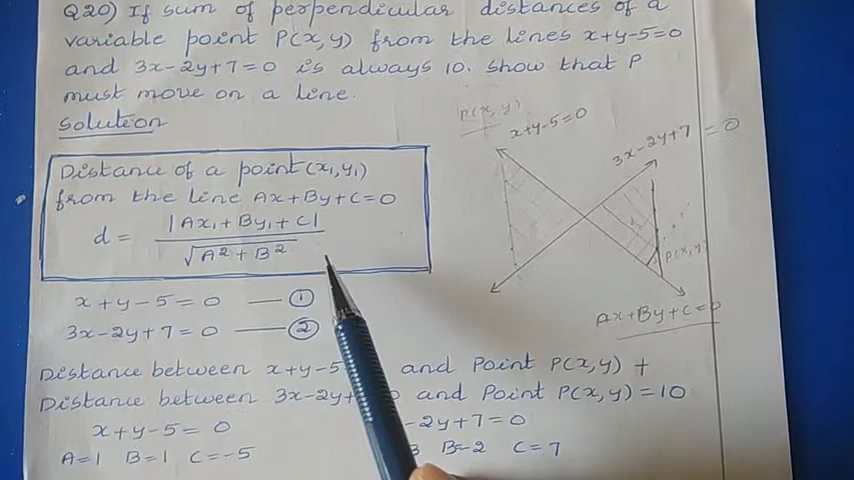 Q20) If sum of perpendicular distances of a
variable point P(x,y) from the lines x+y-5=0
and 3x-2y+7=0 is always 10. Show that P
must move on a line.
Solution
Distance of a point(x₁,y₁)
from the line Ax+By+C=0
d = |Ax₁+By₁+C| / √A²+B²
P(x,y)
x+y-5=0
3x-2y+7=0
P(x,y)
Ax+By+C=0
x+y-5=0 — ①
3x-2y+7=0 — ②
Distance between x+y-5 and Point P(x,y) +
Distance between 3x-2y+ 0 and Point P(x,y)=10
x+y-5=0
-2y+7=0
A=1 B=1 C=-5
B=-2 C=7